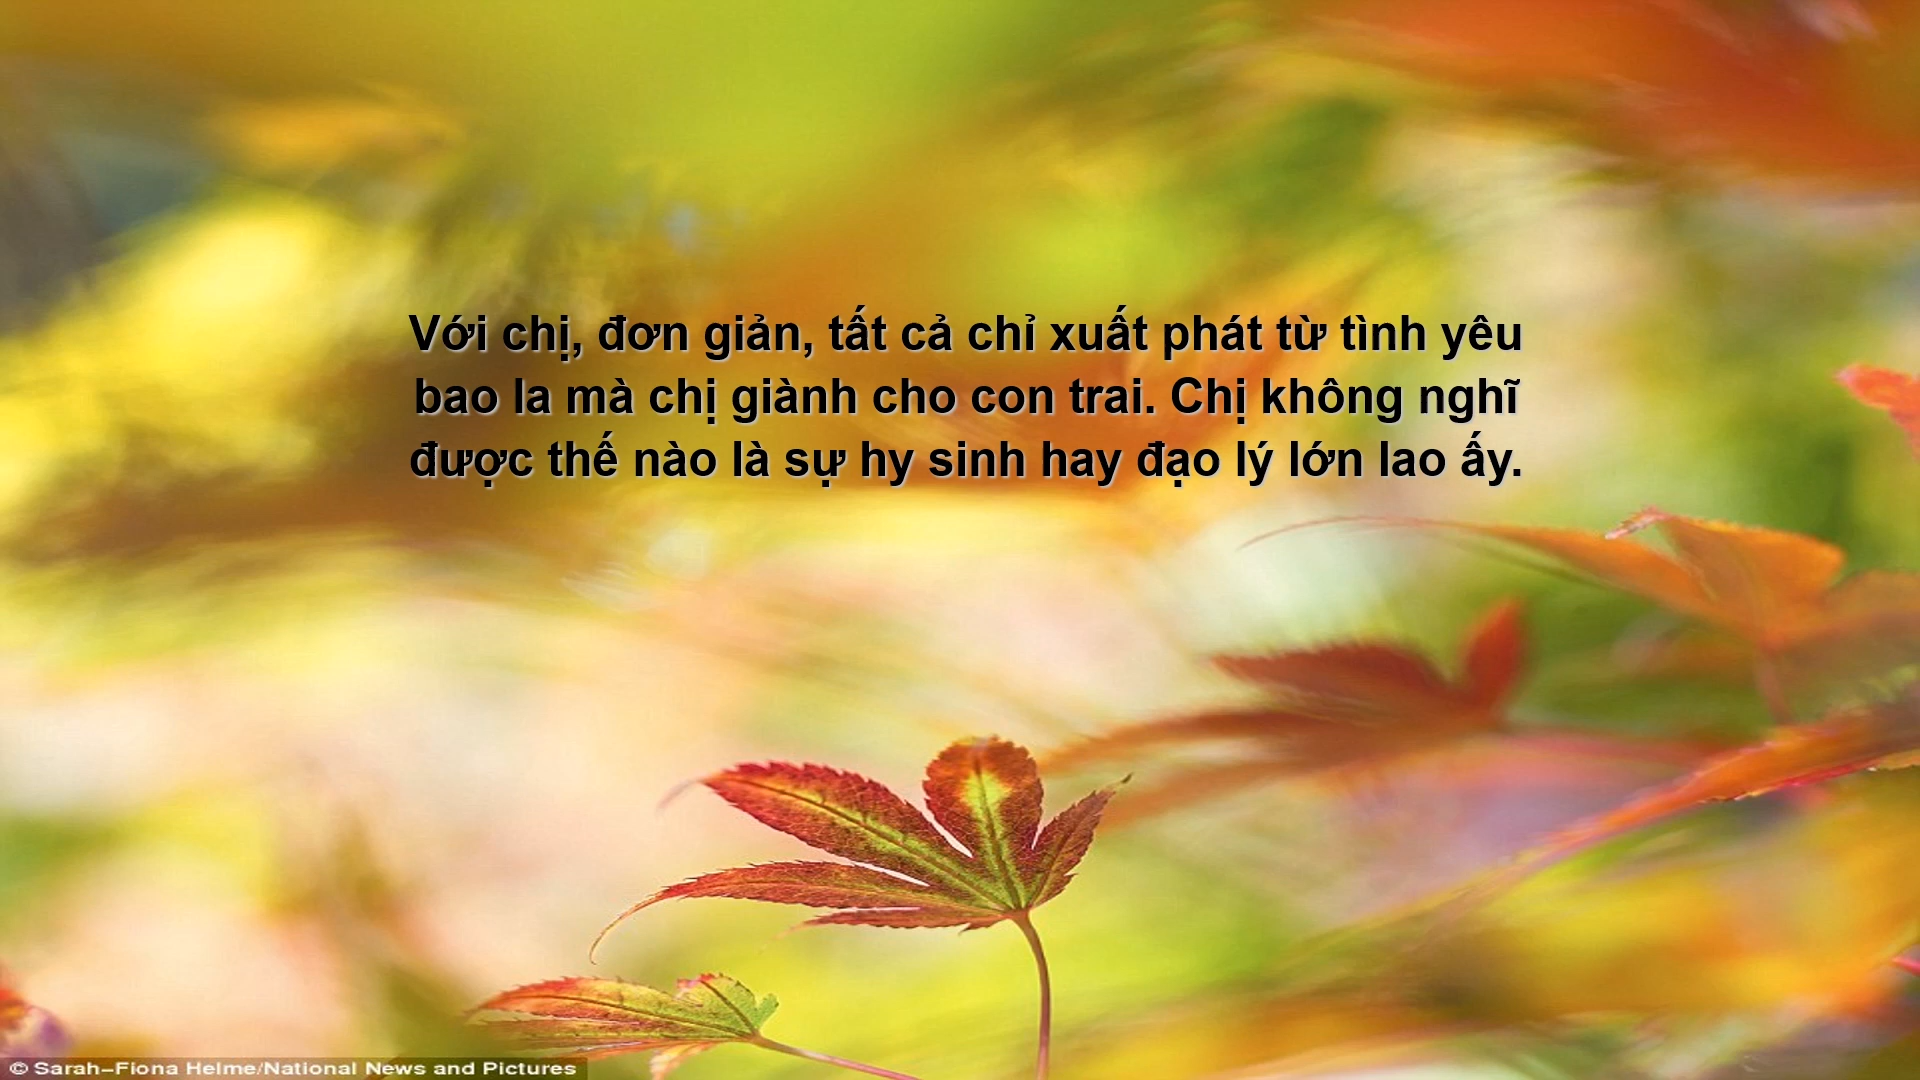 Với chị, đơn giản, tất cả chỉ xuất phát từ tình yêu
bao la mà chị giành cho con trai. Chị không nghĩ
được thế nào là sự hy sinh hay đạo lý lớn lao ấy.
© Sarah-Fiona Helme/National News and Pictures